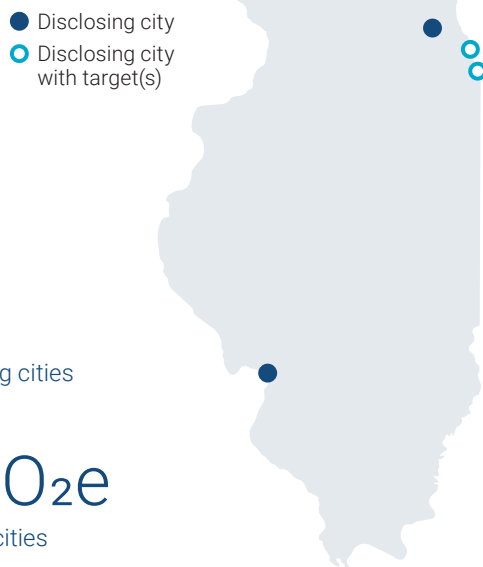 Disclosing city
Disclosing city
with target(s)
g cities
O₂e
cities